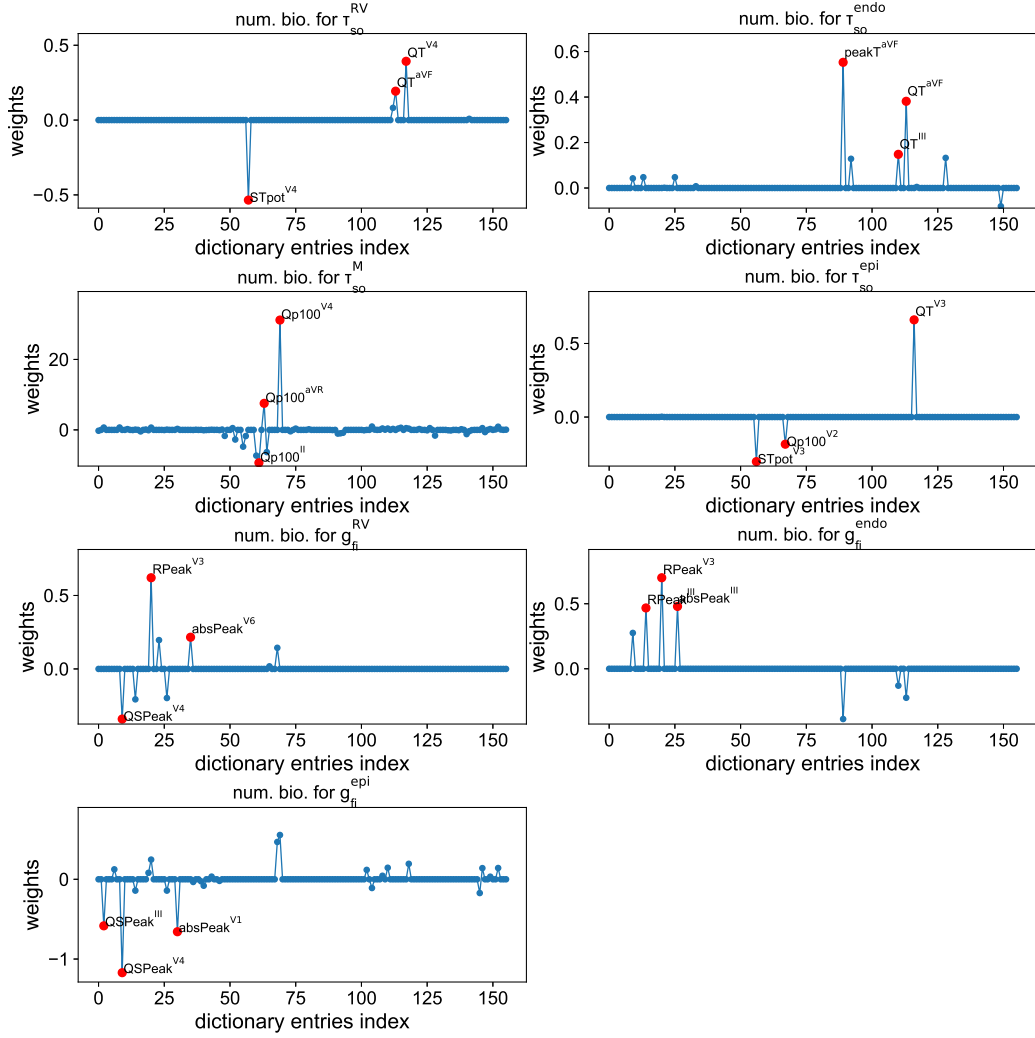 num. bio. for τ_so^RV
num. bio. for τ_so^endo
weights
0.5
0.0
−0.5
QT^V4
QT^aVF
STpot^V4
0 25 50 75 100 125 150
dictionary entries index
weights
0.6
0.4
0.2
0.0
peakT^aVF
QT^aVF
QT^III
0 25 50 75 100 125 150
dictionary entries index
num. bio. for τ_so^M
num. bio. for τ_so^epi
weights
20
0
Qp100^V4
Qp100^aVR
Qp100^II
0 25 50 75 100 125 150
dictionary entries index
weights
0.5
0.0
QT^V3
Qp100^V2
STpot^V3
0 25 50 75 100 125 150
dictionary entries index
num. bio. for g_fi^RV
num. bio. for g_fi^endo
weights
0.5
0.0
RPeak^V3
absPeak^V6
QSPeak^V4
0 25 50 75 100 125 150
dictionary entries index
weights
0.5
0.0
RPeak^V3
RPeak^III
absPeak^III
0 25 50 75 100 125 150
dictionary entries index
num. bio. for g_fi^epi
weights
0
−1
QSPeak^III
absPeak^V1
QSPeak^V4
0 25 50 75 100 125 150
dictionary entries index